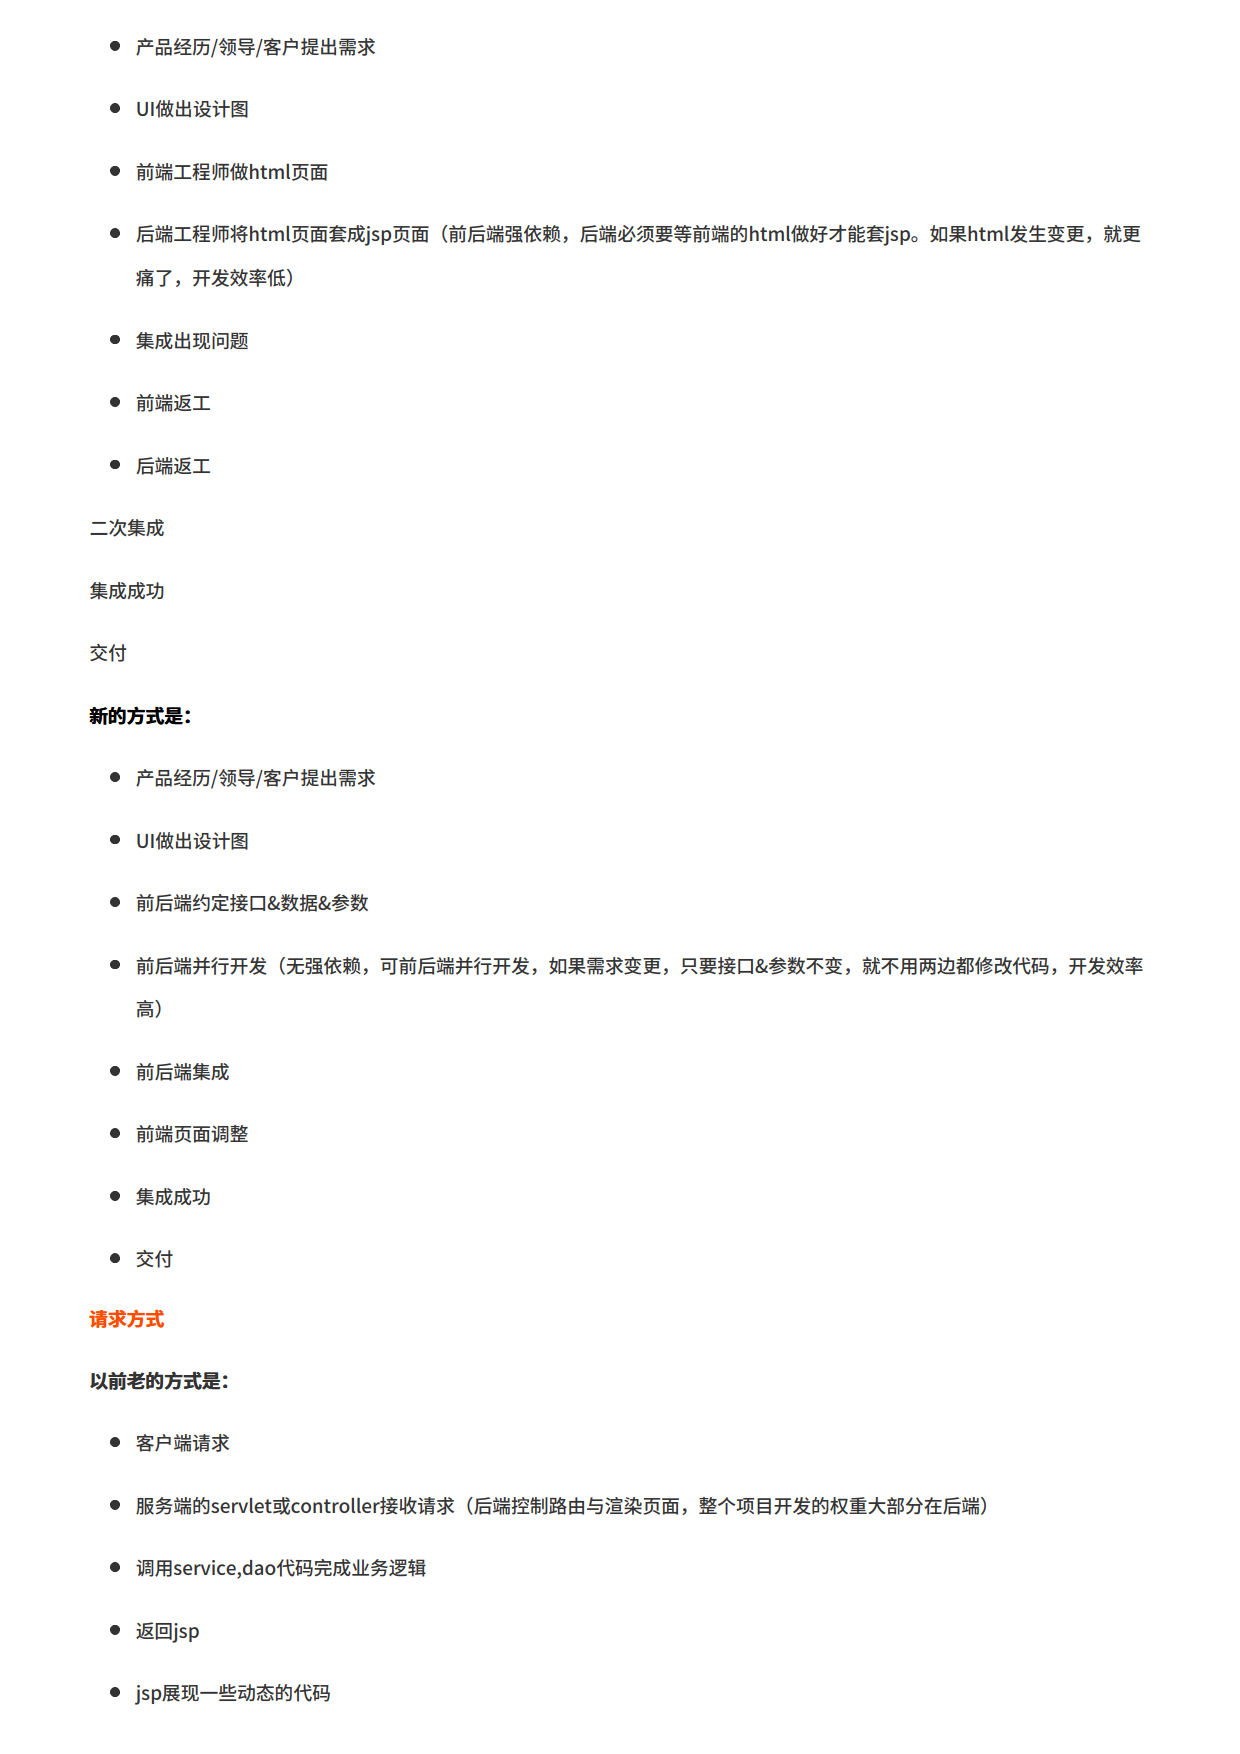 产品经历/领导/客户提出需求
UI做出设计图
前端工程师做html页面
后端工程师将html页面套成jsp页面（前后端强依赖，后端必须要等前端的html做好才能套jsp。如果html发生变更，就更
痛了，开发效率低）
集成出现问题
前端返工
后端返工
二次集成
集成成功
交付
新的方式是：
产品经历/领导/客户提出需求
UI做出设计图
前后端约定接口&数据&参数
前后端并行开发（无强依赖，可前后端并行开发，如果需求变更，只要接口&参数不变，就不用两边都修改代码，开发效率
高）
前后端集成
前端页面调整
集成成功
交付
请求方式
以前老的方式是：
客户端请求
服务端的servlet或controller接收请求（后端控制路由与渲染页面，整个项目开发的权重大部分在后端）
调用service,dao代码完成业务逻辑
返回jsp
jsp展现一些动态的代码